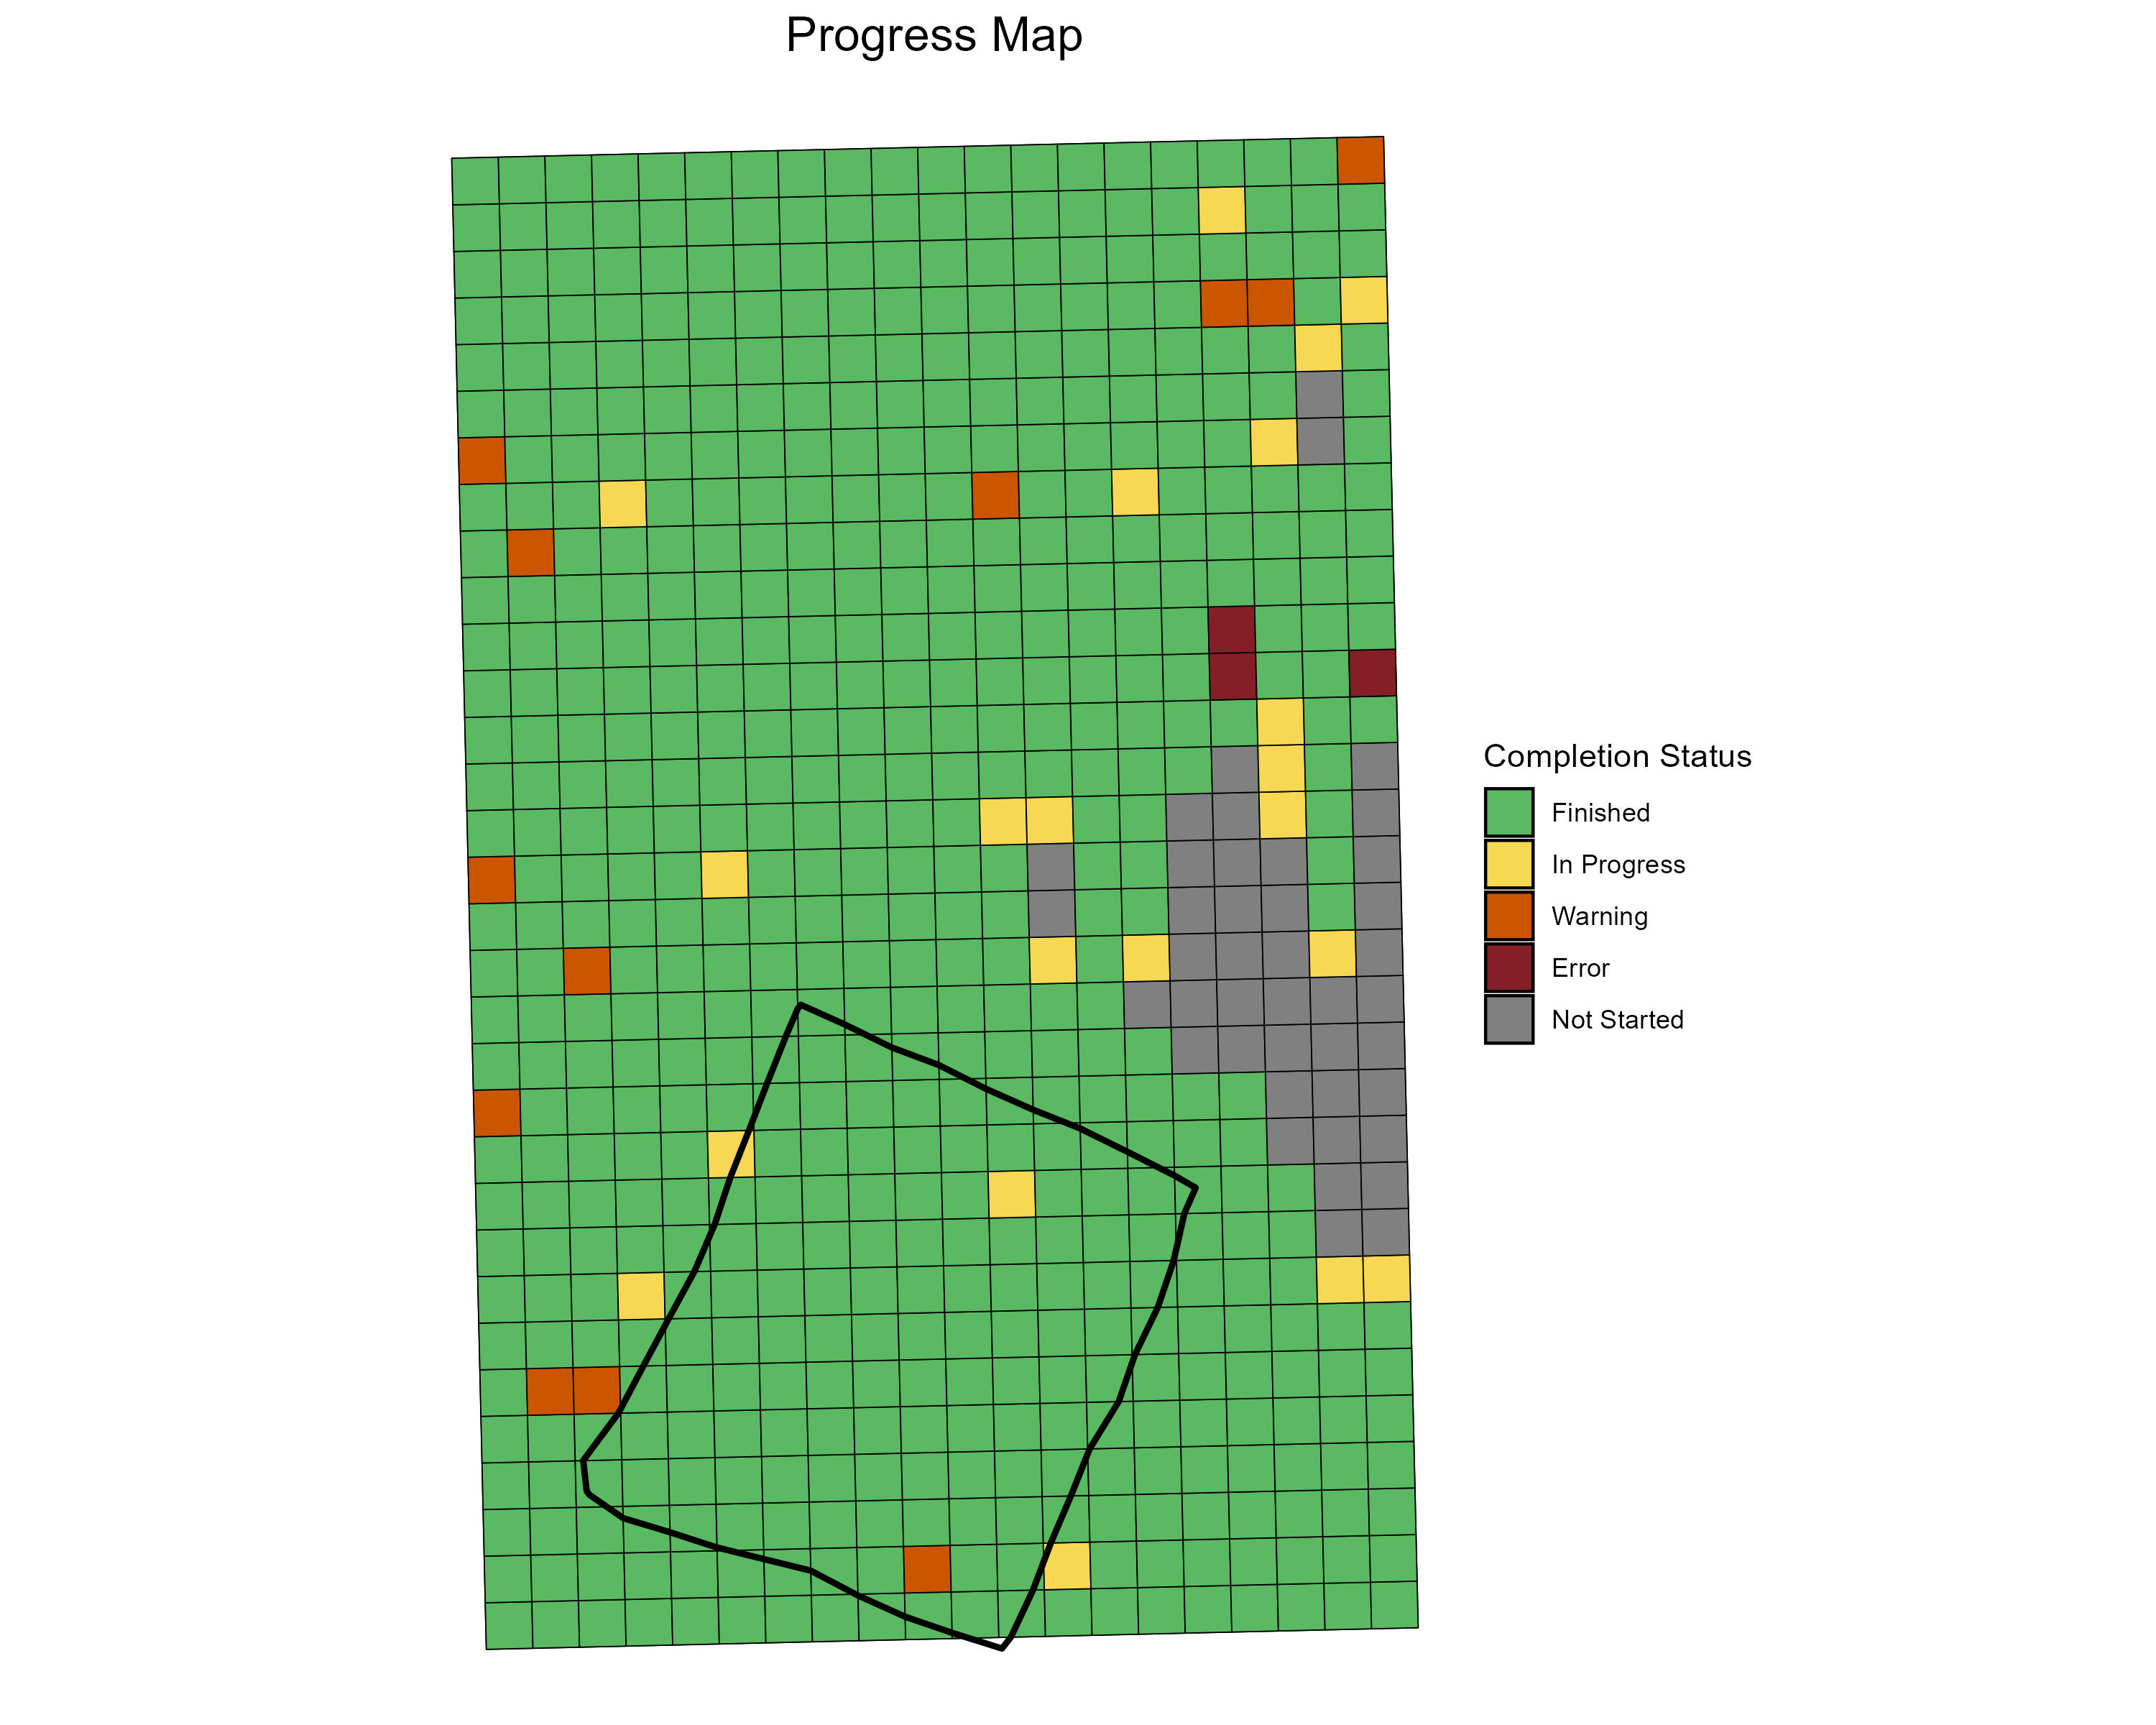 Progress Map
Completion Status
Finished
In Progress
Warning
Error
Not Started